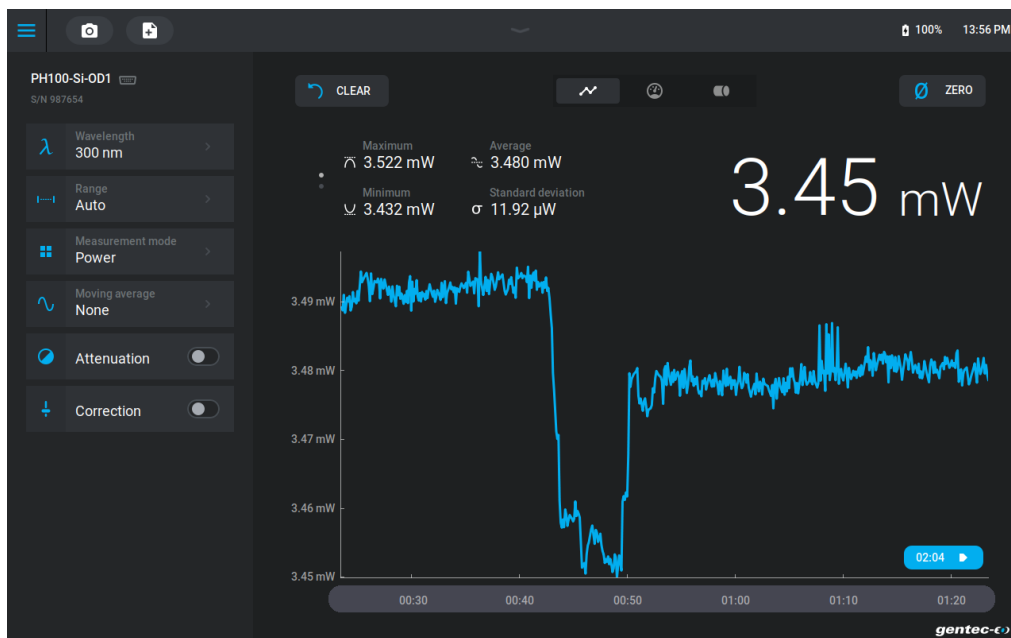 100% 13:56 PM
PH100-Si-OD1
S/N 987654
λ Wavelength
300 nm
Range
Auto
Measurement mode
Power
Moving average
None
Attenuation
Correction
CLEAR
ZERO
Maximum
3.522 mW
Average
3.480 mW
Minimum
3.432 mW
Standard deviation
σ 11.92 µW
3.45 mW
3.49 mW
3.48 mW
3.47 mW
3.46 mW
3.45 mW
02:04
00:30 00:40 00:50 01:00 01:10 01:20
gentec-eo